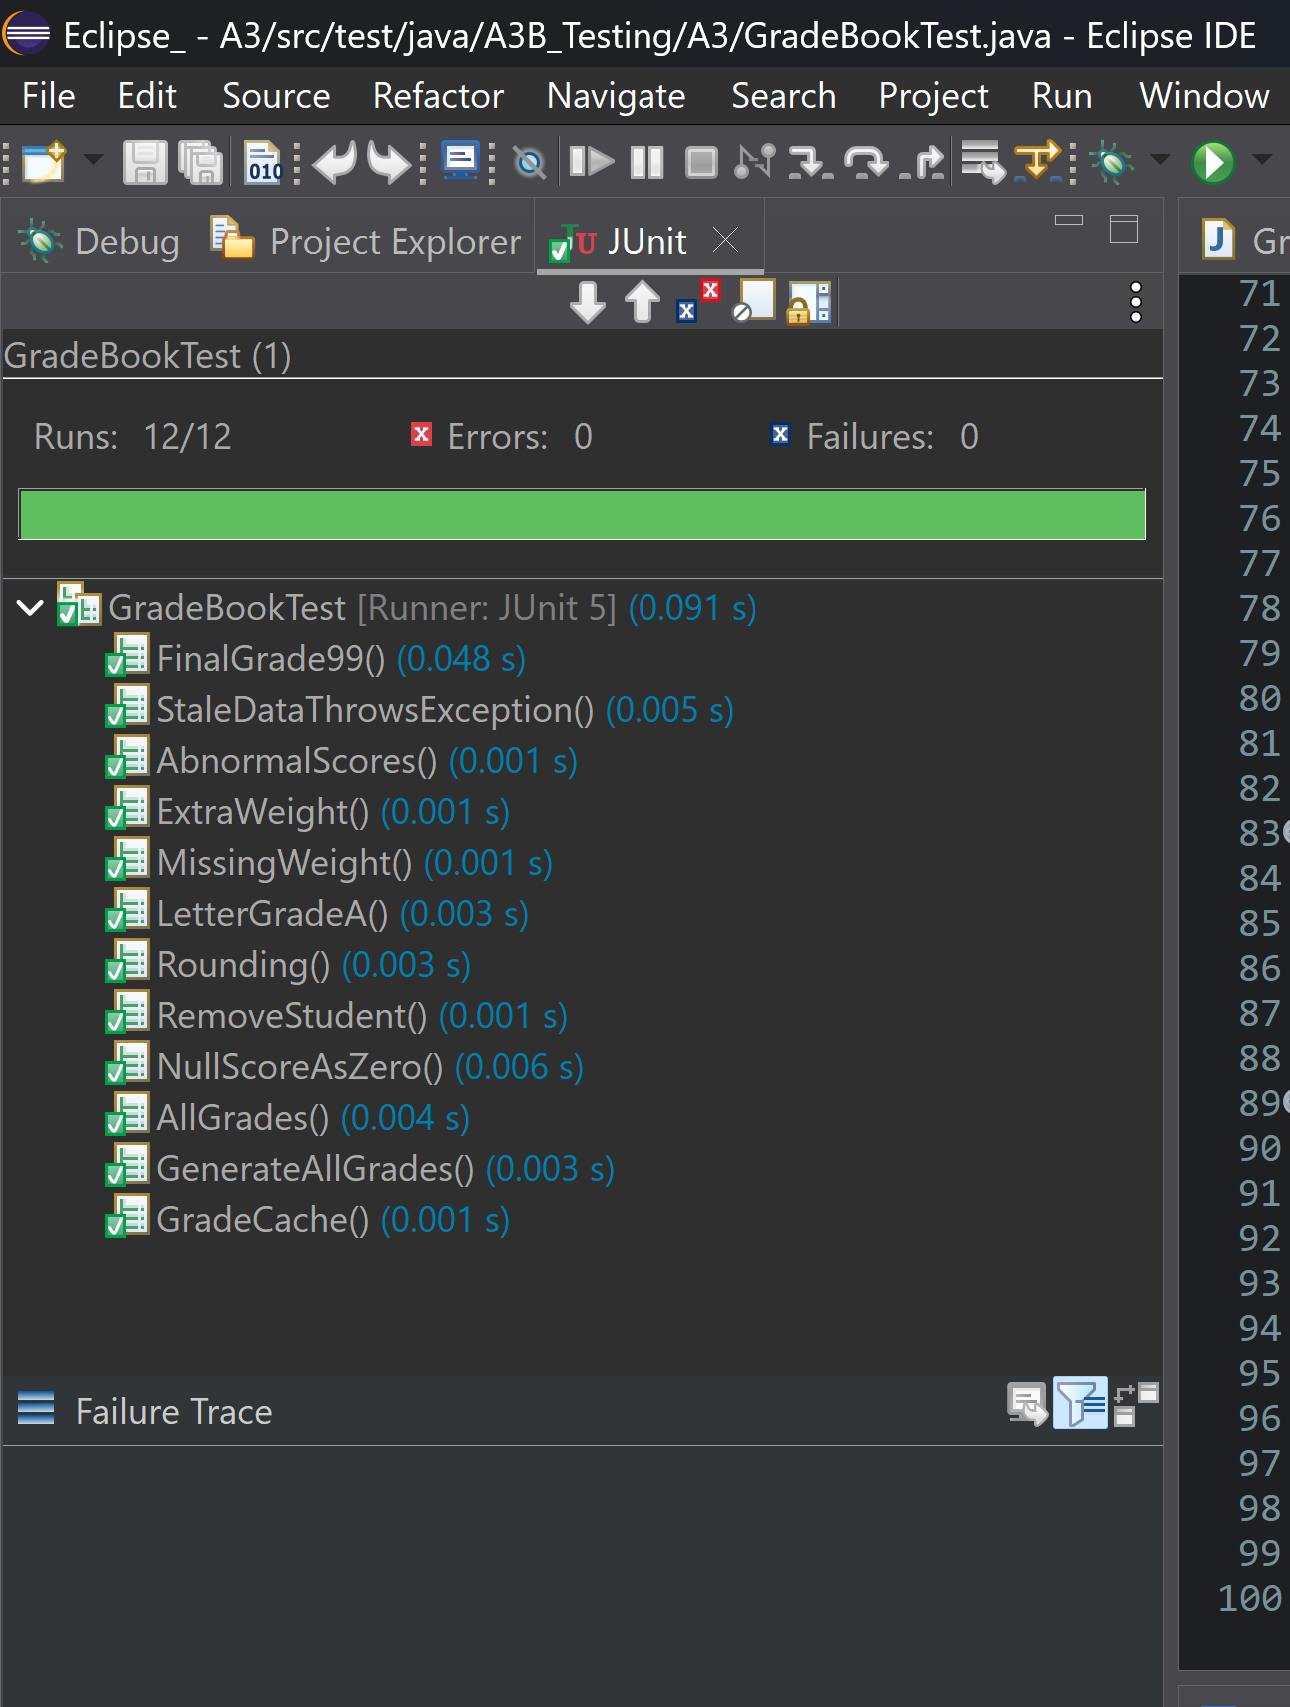 Eclipse_ - A3/src/test/java/A3B_Testing/A3/GradeBookTest.java - Eclipse IDE
File Edit Source Refactor Navigate Search Project Run Window
010
Debug Project Explorer JUnit Gr
GradeBookTest (1)
Runs: 12/12 Errors: 0 Failures: 0
GradeBookTest [Runner: JUnit 5] (0.091 s)
FinalGrade99() (0.048 s)
StaleDataThrowsException() (0.005 s)
AbnormalScores() (0.001 s)
ExtraWeight() (0.001 s)
MissingWeight() (0.001 s)
LetterGradeA() (0.003 s)
Rounding() (0.003 s)
RemoveStudent() (0.001 s)
NullScoreAsZero() (0.006 s)
AllGrades() (0.004 s)
GenerateAllGrades() (0.003 s)
GradeCache() (0.001 s)
Failure Trace
71
72
73
74
75
76
77
78
79
80
81
82
83
84
85
86
87
88
89
90
91
92
93
94
95
96
97
98
99
100